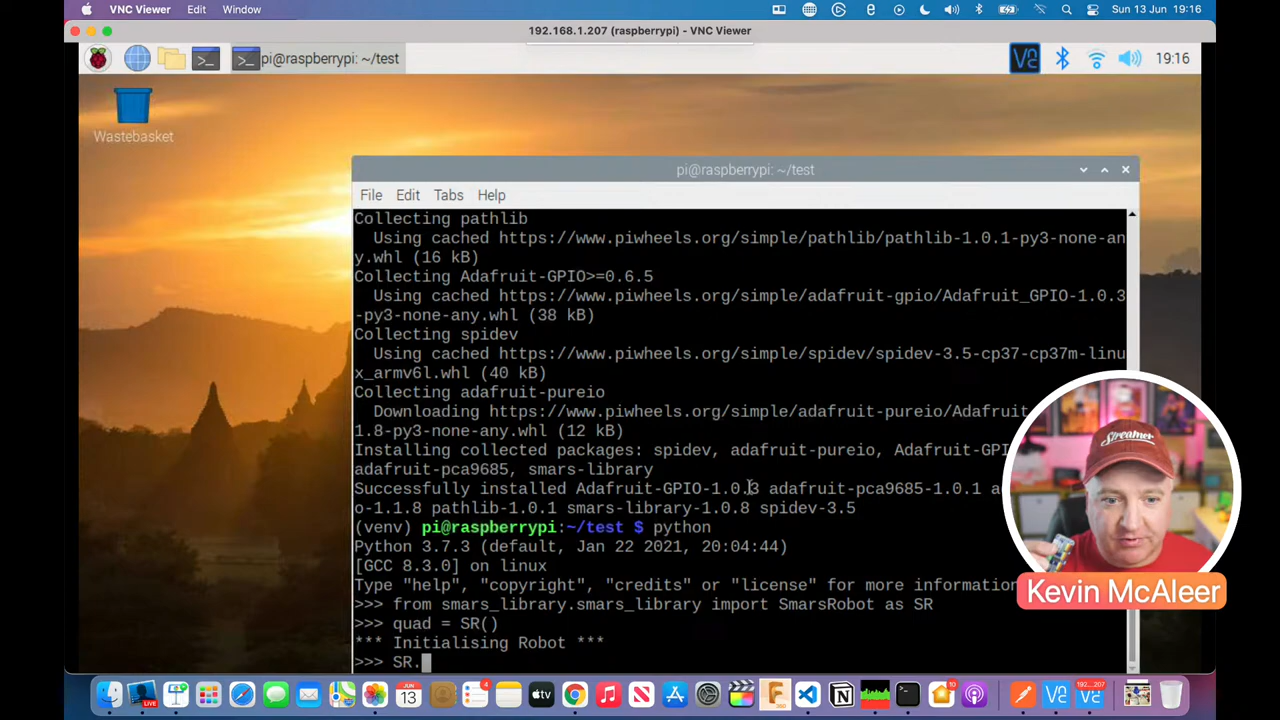 VNC Viewer Edit Window
Sun 13 Jun 19:16
192.168.1.207 (raspberrypi) - VNC Viewer
pi@raspberrypi: ~/test
19:16
Wastebasket
pi@raspberrypi: ~/test
File Edit Tabs Help
Collecting pathlib
Using cached https://www.piwheels.org/simple/pathlib/pathlib-1.0.1-py3-none-an
y.whl (16 kB)
Collecting Adafruit-GPIO>=0.6.5
Using cached https://www.piwheels.org/simple/adafruit-gpio/Adafruit_GPIO-1.0.3
-py3-none-any.whl (38 kB)
Collecting spidev
Using cached https://www.piwheels.org/simple/spidev/spidev-3.5-cp37-cp37m-linu
x_armv6l.whl (40 kB)
Collecting adafruit-pureio
Downloading https://www.piwheels.org/simple/adafruit-pureio/Adafruit
1.8-py3-none-any.whl (12 kB)
Installing collected packages: spidev, adafruit-pureio, Adafruit-GPI
adafruit-pca9685, smars-library
Successfully installed Adafruit-GPIO-1.0.3 adafruit-pca9685-1.0.1 a
o-1.1.8 pathlib-1.0.1 smars-library-1.0.8 spidev-3.5
(venv) pi@raspberrypi:~/test $ python
Python 3.7.3 (default, Jan 22 2021, 20:04:44)
[GCC 8.3.0] on linux
Type "help", "copyright", "credits" or "license" for more information
>>> from smars_library.smars_library import SmarsRobot as SR
>>> quad = SR()
*** Initialising Robot ***
>>> SR.
Streamer
Kevin McAleer